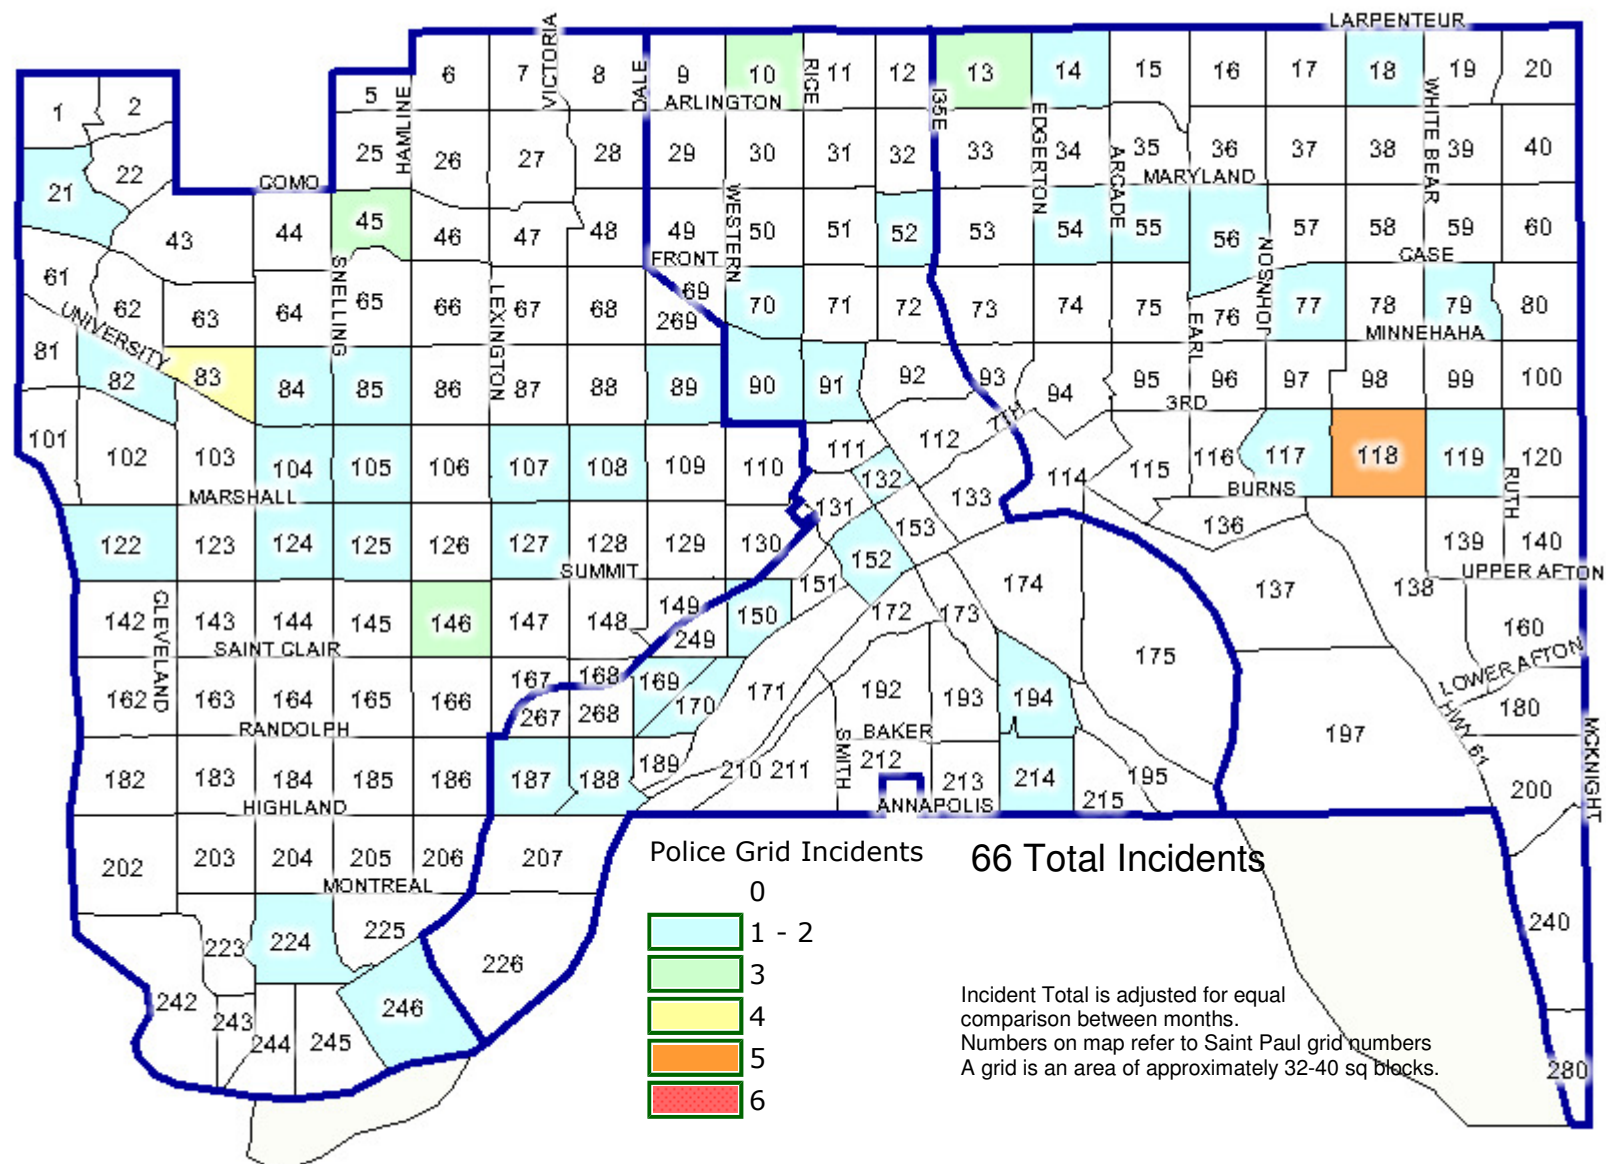 LARPENTEUR
1 2 5 6 7 8 9 10 11 12 13 14 15 16 17 18 19 20
HAMLINE
VICTORIA
DALE
RICE
I35E
ARLINGTON
EDGERTON
ARCADE
WHITE BEAR
21 22 25 26 27 28 29 30 31 32 33 34 35 36 37 38 39 40
COMO
MARYLAND
WESTERN
43 44 45 46 47 48 49 50 51 52 53 54 55 56 57 58 59 60
SNELLING
FRONT
JOHNSON
CASE
61 62 63 64 65 66 67 68 69 269 70 71 72 73 74 75 76 77 78 79 80
UNIVERSITY
LEXINGTON
EARL
MINNEHAHA
81 82 83 84 85 86 87 88 89 90 91 92 93 94 95 96 97 98 99 100
7TH
3RD
101 102 103 104 105 106 107 108 109 110 111 112 132 133 114 115 116 117 118 119 120
MARSHALL
BURNS
RUTH
122 123 124 125 126 127 128 129 130 131 152 153 136 139 140
SUMMIT
UPPER AFTON
151 174 137 138
CLEVELAND
142 143 144 145 146 147 148 149 249 150 172 173 175 160
SAINT CLAIR
LOWER AFTON
162 163 164 165 166 167 168 267 268 169 170 171 192 193 194 197 180
RANDOLPH
BAKER
SMITH
HWY 61
MCKNIGHT
182 183 184 185 186 187 188 189 210 211 212 213 214 215 195 200
HIGHLAND
ANNAPOLIS
202 203 204 205 206 207
MONTREAL
223 224 225 226 240
242 243 244 245 246 280
Police Grid Incidents
66 Total Incidents
0
1 - 2
3
4
5
6
Incident Total is adjusted for equal
comparison between months.
Numbers on map refer to Saint Paul grid numbers
A grid is an area of approximately 32-40 sq blocks.